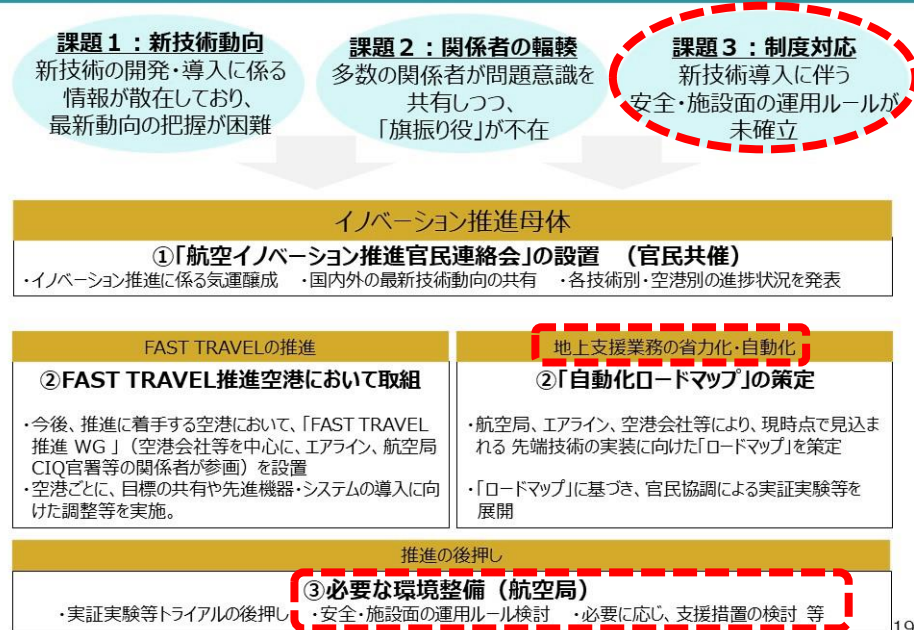 課題1：新技術動向
新技術の開発･導入に係る
情報が散在しており、
最新動向の把握が困難
課題2：関係者の輻輳
多数の関係者が問題意識を
共有しつつ、
「旗振り役」が不在
課題3：制度対応
新技術導入に伴う
安全･施設面の運用ルールが
未確立
イノベーション推進母体
①｢航空イノベーション推進官民連絡会｣の設置 （官民共催）
･イノベーション推進に係る気運醸成 ･国内外の最新技術動向の共有 ･各技術別･空港別の進捗状況を発表
FAST TRAVELの推進
②FAST TRAVEL推進空港において取組
･今後、推進に着手する空港において、｢FAST TRAVEL
推進 WG ｣（空港会社等を中心に、エアライン、航空局
CIQ官署等の関係者が参画）を設置
･空港ごとに、目標の共有や先進機器･システムの導入に向
けた調整等を実施。
地上支援業務の省力化･自動化
②｢自動化ロードマップ｣の策定
･航空局、エアライン、空港会社等により、現時点で見込ま
れる 先端技術の実装に向けた｢ロードマップ｣を策定
･｢ロードマップ｣に基づき、官民協調による実証実験等を
展開
推進の後押し
③必要な環境整備（航空局）
･実証実験等トライアルの後押し ･安全･施設面の運用ルール検討 ･必要に応じ、支援措置の検討 等
19